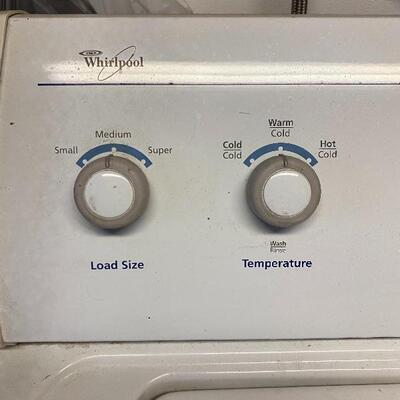 Whirlpool
Medium
Small
Super
Load Size
Warm
Cold
Cold
Cold
Hot
Cold
Wash
Rinse
Temperature